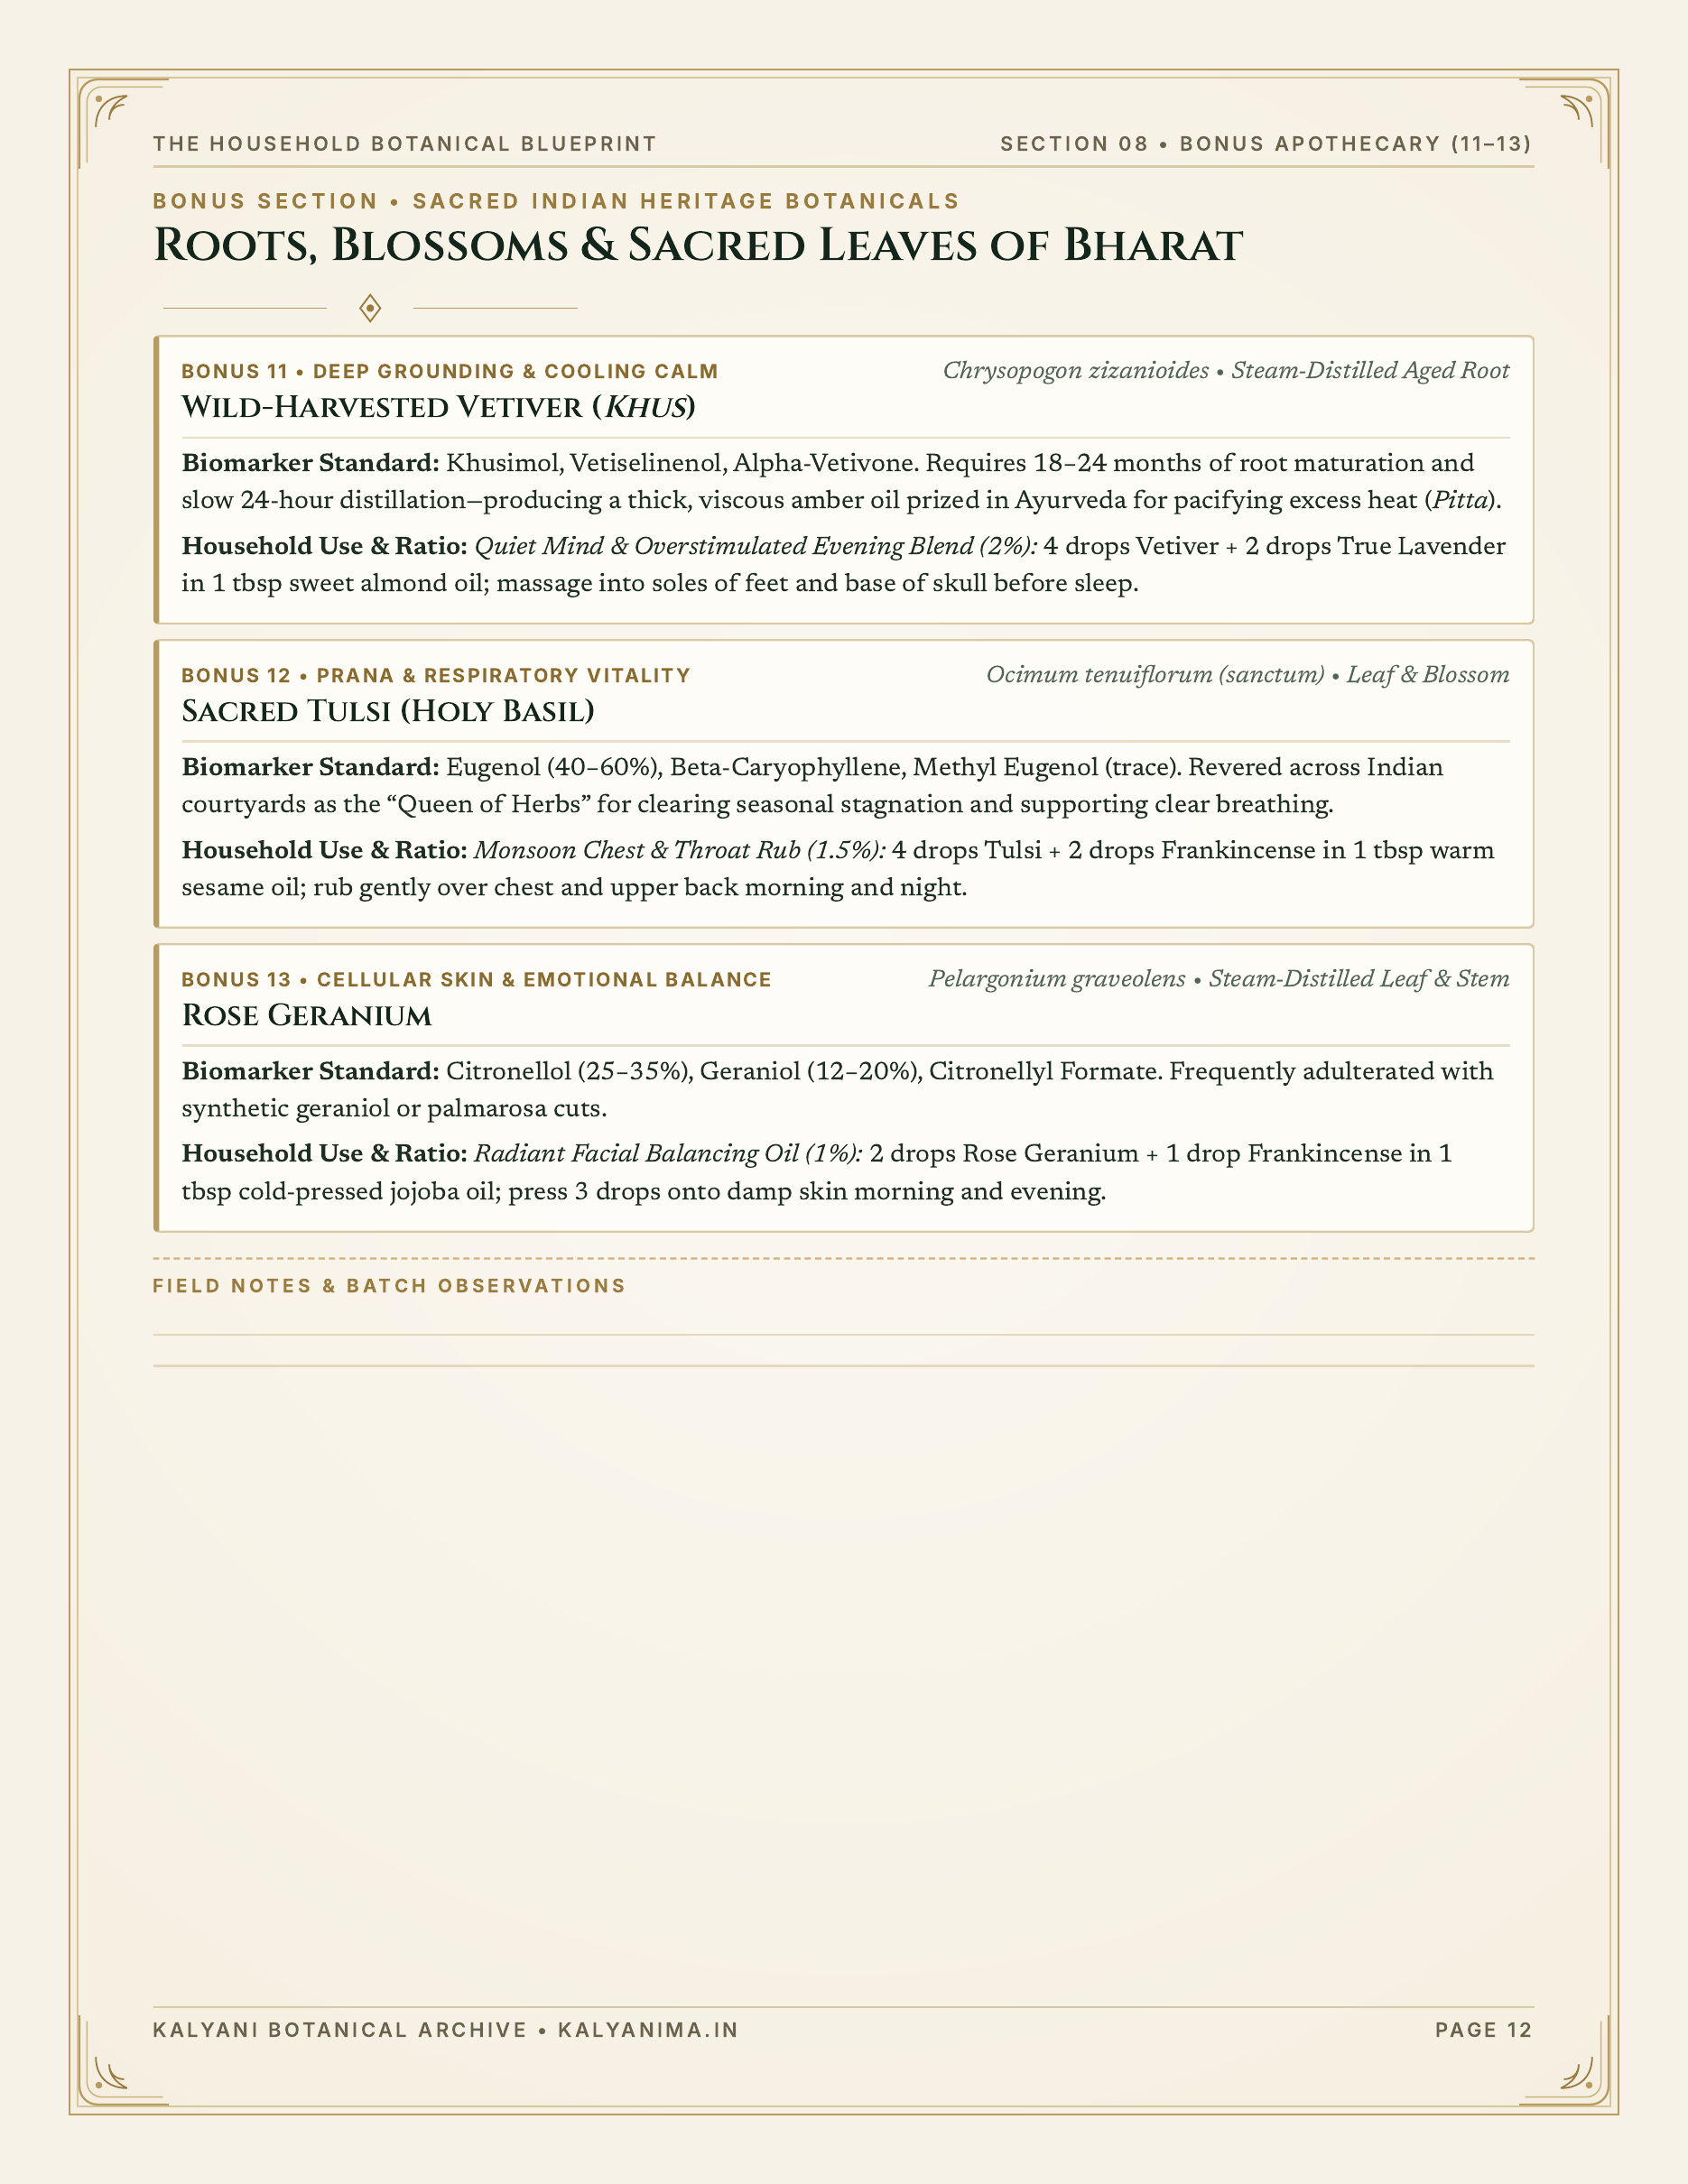 THE HOUSEHOLD BOTANICAL BLUEPRINT
SECTION 08 • BONUS APOTHECARY (11–13)
BONUS SECTION • SACRED INDIAN HERITAGE BOTANICALS
ROOTS, BLOSSOMS & SACRED LEAVES OF BHARAT
BONUS 11 • DEEP GROUNDING & COOLING CALM
Chrysopogon zizanioides • Steam-Distilled Aged Root
WILD-HARVESTED VETIVER (KHUS)
Biomarker Standard: Khusimol, Vetiselinenol, Alpha-Vetivone. Requires 18–24 months of root maturation and
slow 24-hour distillation—producing a thick, viscous amber oil prized in Ayurveda for pacifying excess heat (Pitta).
Household Use & Ratio: Quiet Mind & Overstimulated Evening Blend (2%): 4 drops Vetiver + 2 drops True Lavender
in 1 tbsp sweet almond oil; massage into soles of feet and base of skull before sleep.
BONUS 12 • PRANA & RESPIRATORY VITALITY
Ocimum tenuiflorum (sanctum) • Leaf & Blossom
SACRED TULSI (HOLY BASIL)
Biomarker Standard: Eugenol (40–60%), Beta-Caryophyllene, Methyl Eugenol (trace). Revered across Indian
courtyards as the “Queen of Herbs” for clearing seasonal stagnation and supporting clear breathing.
Household Use & Ratio: Monsoon Chest & Throat Rub (1.5%): 4 drops Tulsi + 2 drops Frankincense in 1 tbsp warm
sesame oil; rub gently over chest and upper back morning and night.
BONUS 13 • CELLULAR SKIN & EMOTIONAL BALANCE
Pelargonium graveolens • Steam-Distilled Leaf & Stem
ROSE GERANIUM
Biomarker Standard: Citronellol (25–35%), Geraniol (12–20%), Citronellyl Formate. Frequently adulterated with
synthetic geraniol or palmarosa cuts.
Household Use & Ratio: Radiant Facial Balancing Oil (1%): 2 drops Rose Geranium + 1 drop Frankincense in 1
tbsp cold-pressed jojoba oil; press 3 drops onto damp skin morning and evening.
FIELD NOTES & BATCH OBSERVATIONS
KALYANI BOTANICAL ARCHIVE • KALYANIMA.IN
PAGE 12